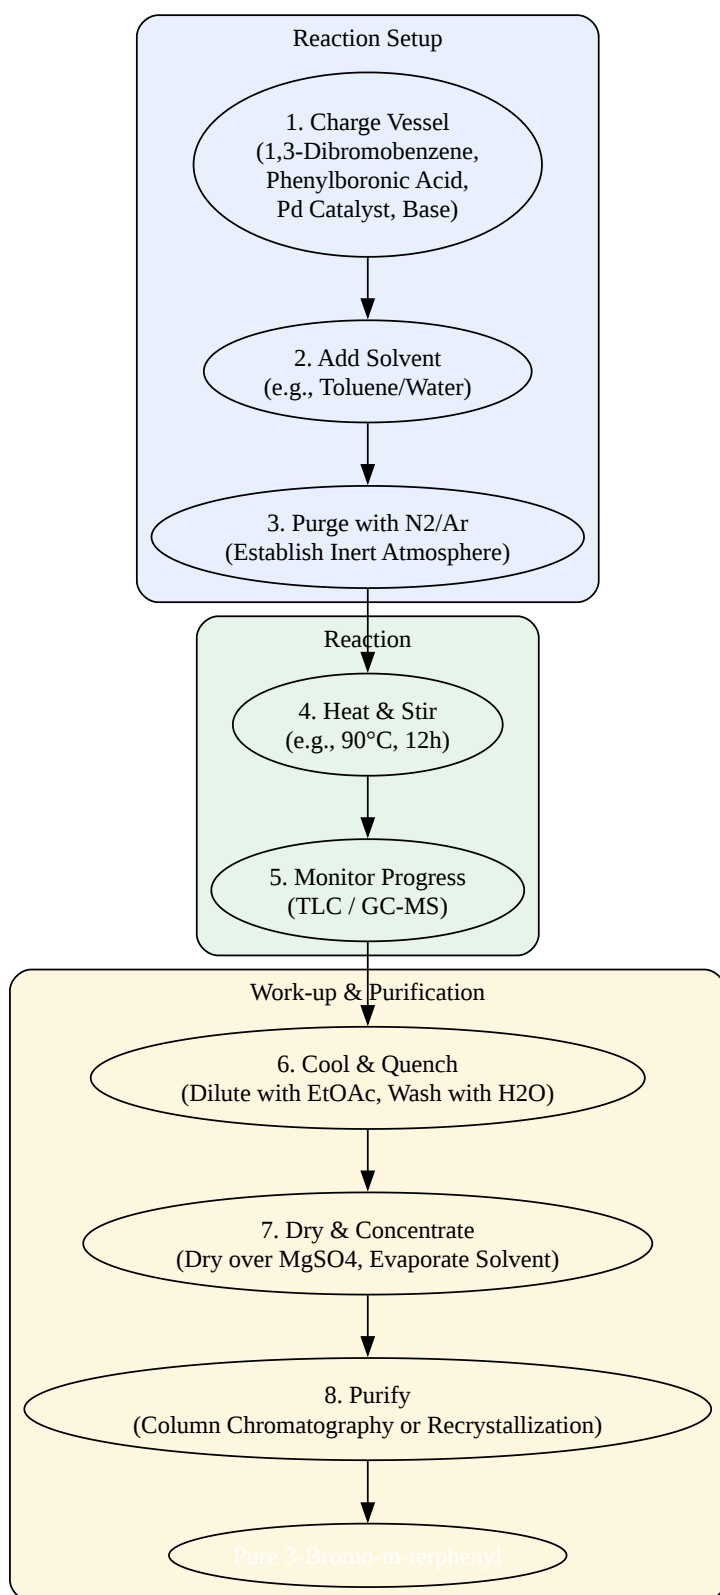 Reaction Setup
1. Charge Vessel
(1,3-Dibromobenzene,
Phenylboronic Acid,
Pd Catalyst, Base)
2. Add Solvent
(e.g., Toluene/Water)
3. Purge with N2/Ar
(Establish Inert Atmosphere)
Reaction
4. Heat & Stir
(e.g., 90°C, 12h)
5. Monitor Progress
(TLC / GC-MS)
Work-up & Purification
6. Cool & Quench
(Dilute with EtOAc, Wash with H2O)
7. Dry & Concentrate
(Dry over MgSO4, Evaporate Solvent)
8. Purify
(Column Chromatography or Recrystallization)
Pure 3-Bromo-m-terphenyl